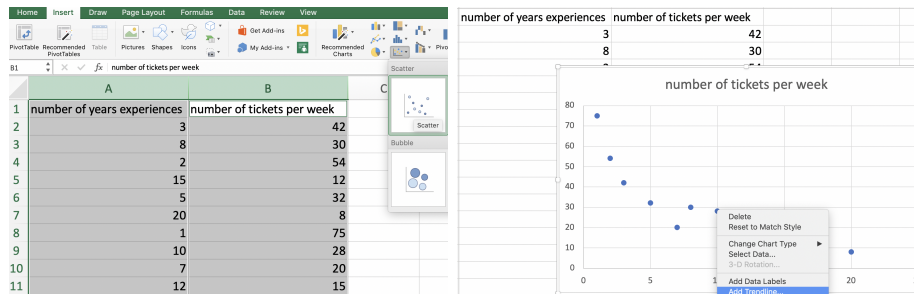 Home Insert Draw Page Layout Formulas Data Review View
PivotTable Recommended PivotTables Table Pictures Shapes Icons Get Add-ins My Add-ins Recommended Charts Pivo
B1 fx number of tickets per week
Scatter
Scatter
Bubble
A B C
1 number of years experiences number of tickets per week
2 3 42
3 8 30
4 2 54
5 15 12
6 5 32
7 20 8
8 1 75
9 10 28
10 7 20
11 12 15
number of years experiences number of tickets per week
3 42
8 30
number of tickets per week
80
70
60
50
40
30
20
10
0
0 5 20
Delete
Reset to Match Style
Change Chart Type
Select Data...
3-D Rotation...
Add Data Labels
Add Trendline...